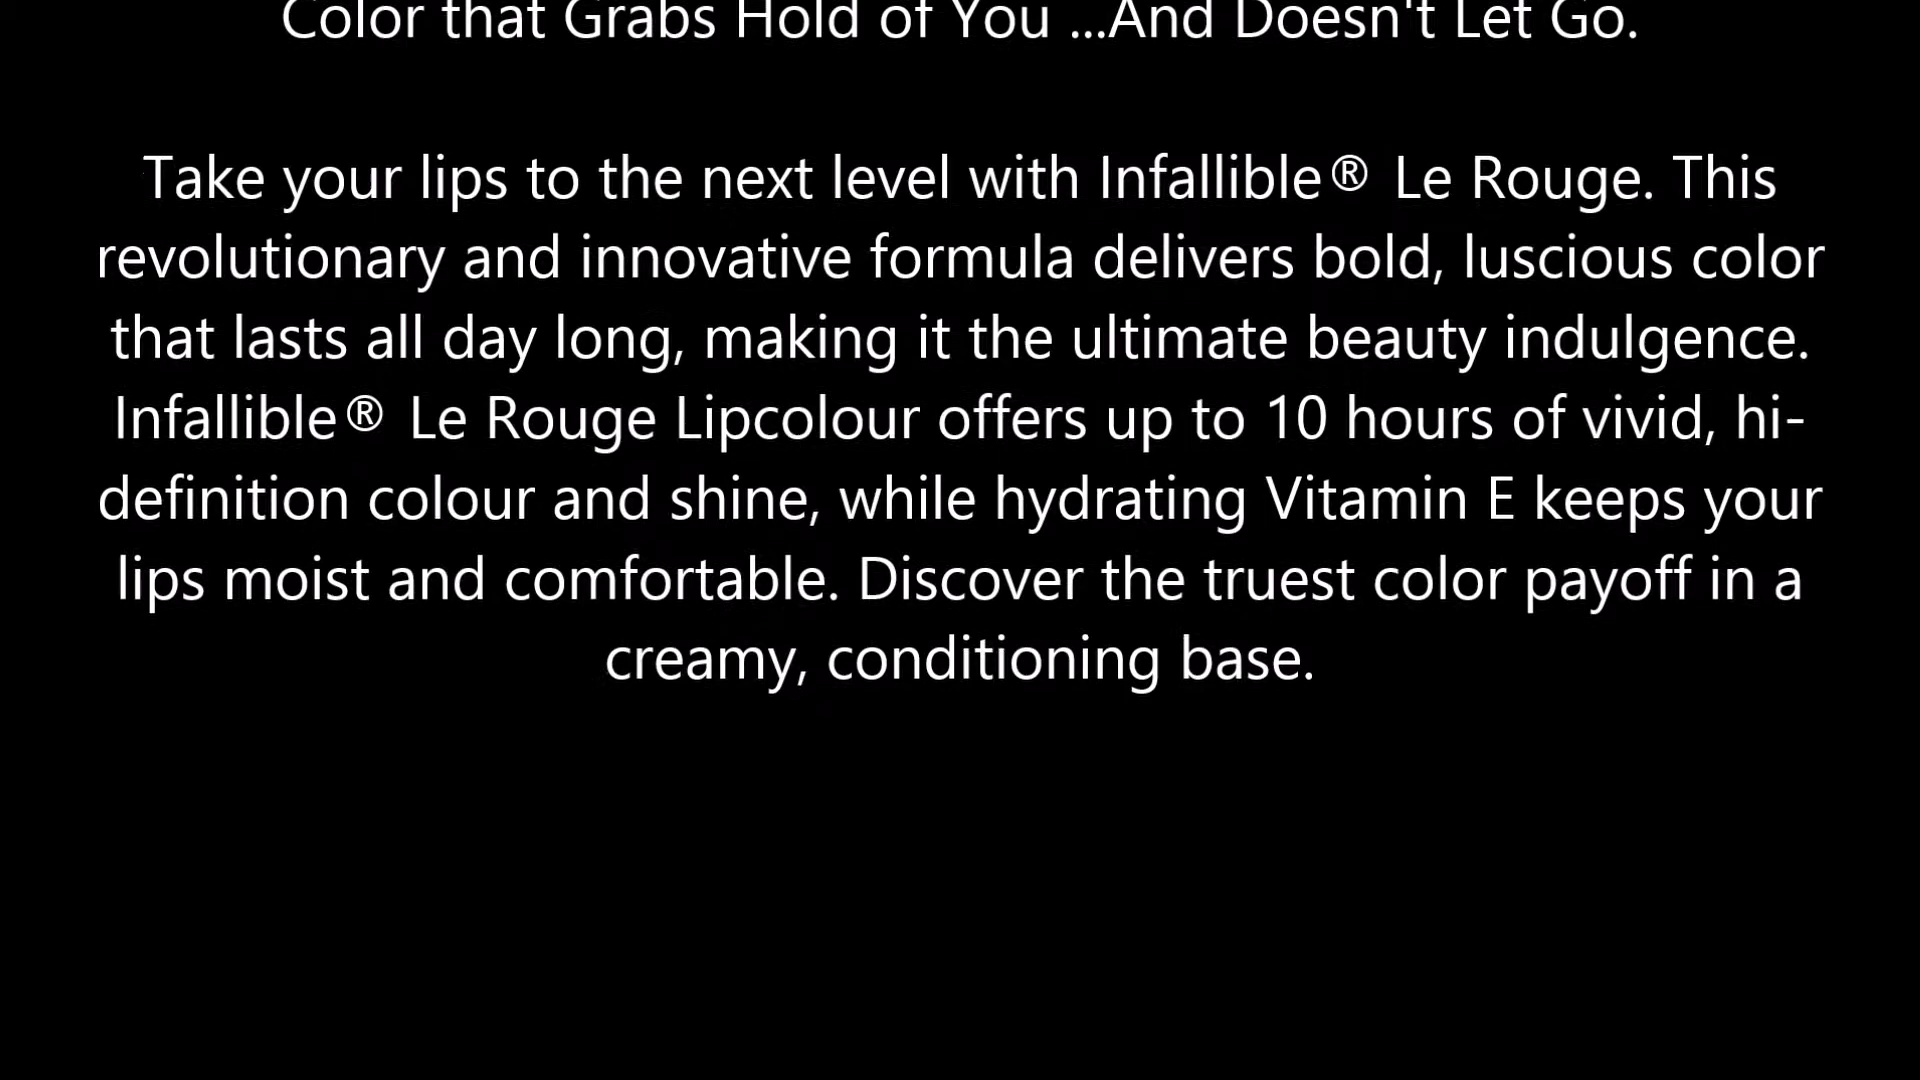 Color that Grabs Hold of You ...And Doesn't Let Go.
Take your lips to the next level with Infallible® Le Rouge. This
revolutionary and innovative formula delivers bold, luscious color
that lasts all day long, making it the ultimate beauty indulgence.
Infallible® Le Rouge Lipcolour offers up to 10 hours of vivid, hi-
definition colour and shine, while hydrating Vitamin E keeps your
lips moist and comfortable. Discover the truest color payoff in a
creamy, conditioning base.